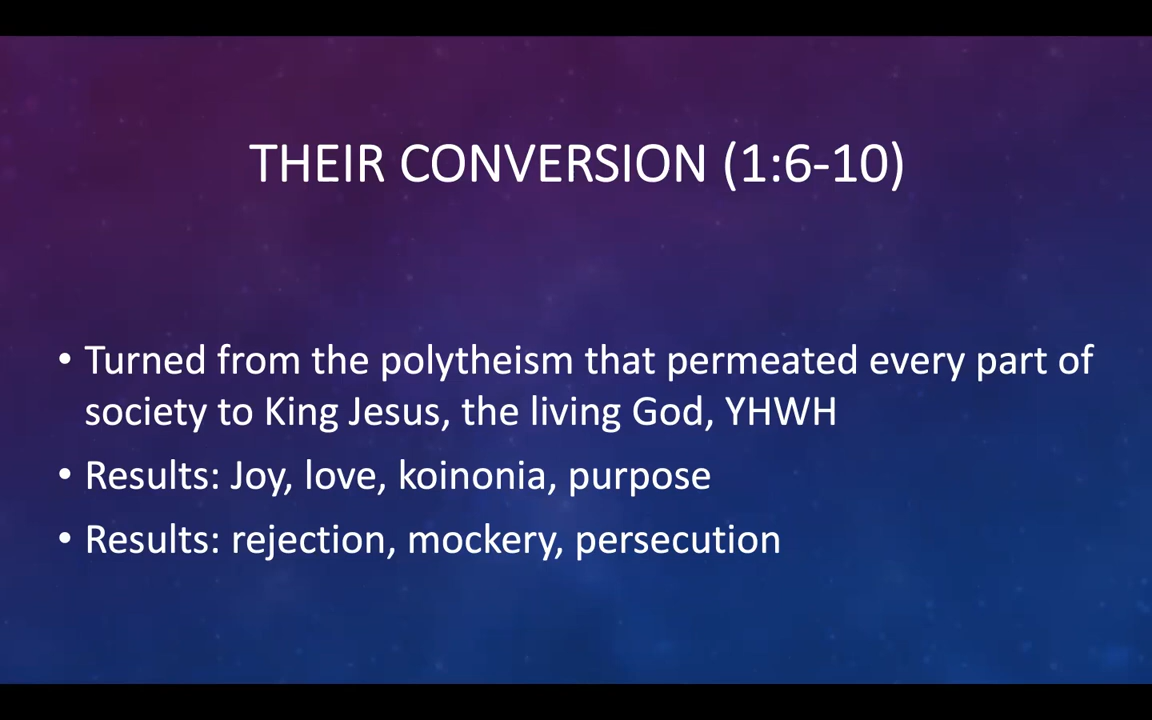 THEIR CONVERSION (1:6-10)
• Turned from the polytheism that permeated every part of
society to King Jesus, the living God, YHWH
• Results: Joy, love, koinonia, purpose
• Results: rejection, mockery, persecution